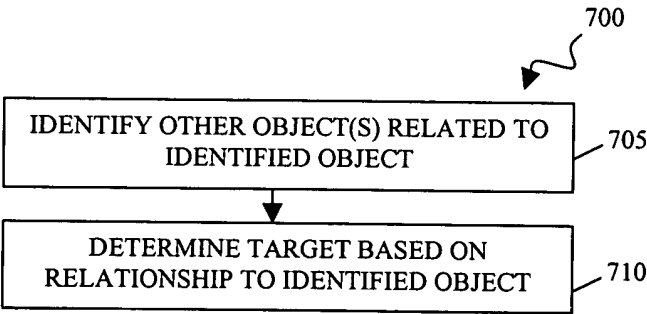 700
IDENTIFY OTHER OBJECT(S) RELATED TO
IDENTIFIED OBJECT
705
DETERMINE TARGET BASED ON
RELATIONSHIP TO IDENTIFIED OBJECT
710